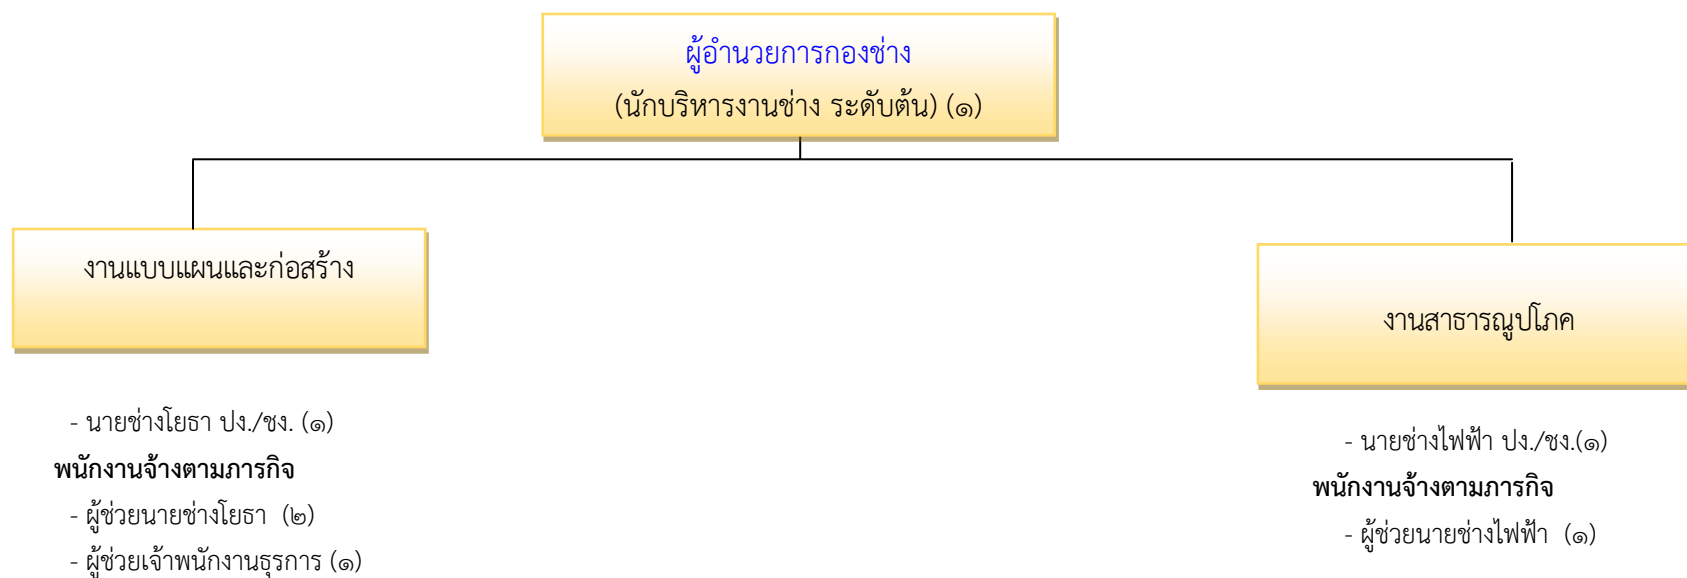 ผู้อำนวยการกองช่าง
(นักบริหารงานช่าง ระดับต้น) (๑)
งานแบบแผนและก่อสร้าง
- นายช่างโยธา ปง./ชง. (๑)
พนักงานจ้างตามภารกิจ
- ผู้ช่วยนายช่างโยธา (๒)
- ผู้ช่วยเจ้าพนักงานธุรการ (๑)
งานสาธารณูปโภค
- นายช่างไฟฟ้า ปง./ชง.(๑)
พนักงานจ้างตามภารกิจ
- ผู้ช่วยนายช่างไฟฟ้า (๑)